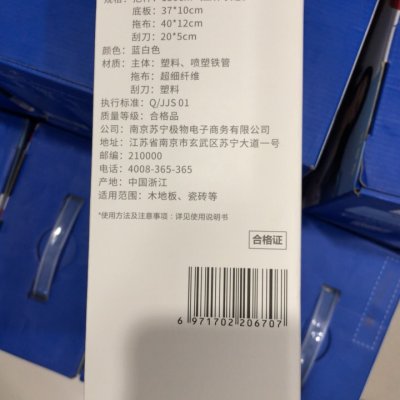 底板：37*10cm
拖布：40*12cm
刮刀：20*5cm
颜色：蓝白色
材质：主体：塑料、喷塑铁管
拖布：超细纤维
刮刀：塑料
执行标准：Q/JJS 01
质量等级：合格品
公司：南京苏宁极物电子商务有限公司
地址：江苏省南京市玄武区苏宁大道一号
邮编：210000
电话：4008-365-365
产地：中国浙江
适用范围：木地板、瓷砖等
*使用方法及注意事项：详见使用说明书
合格证
6 971702 206707